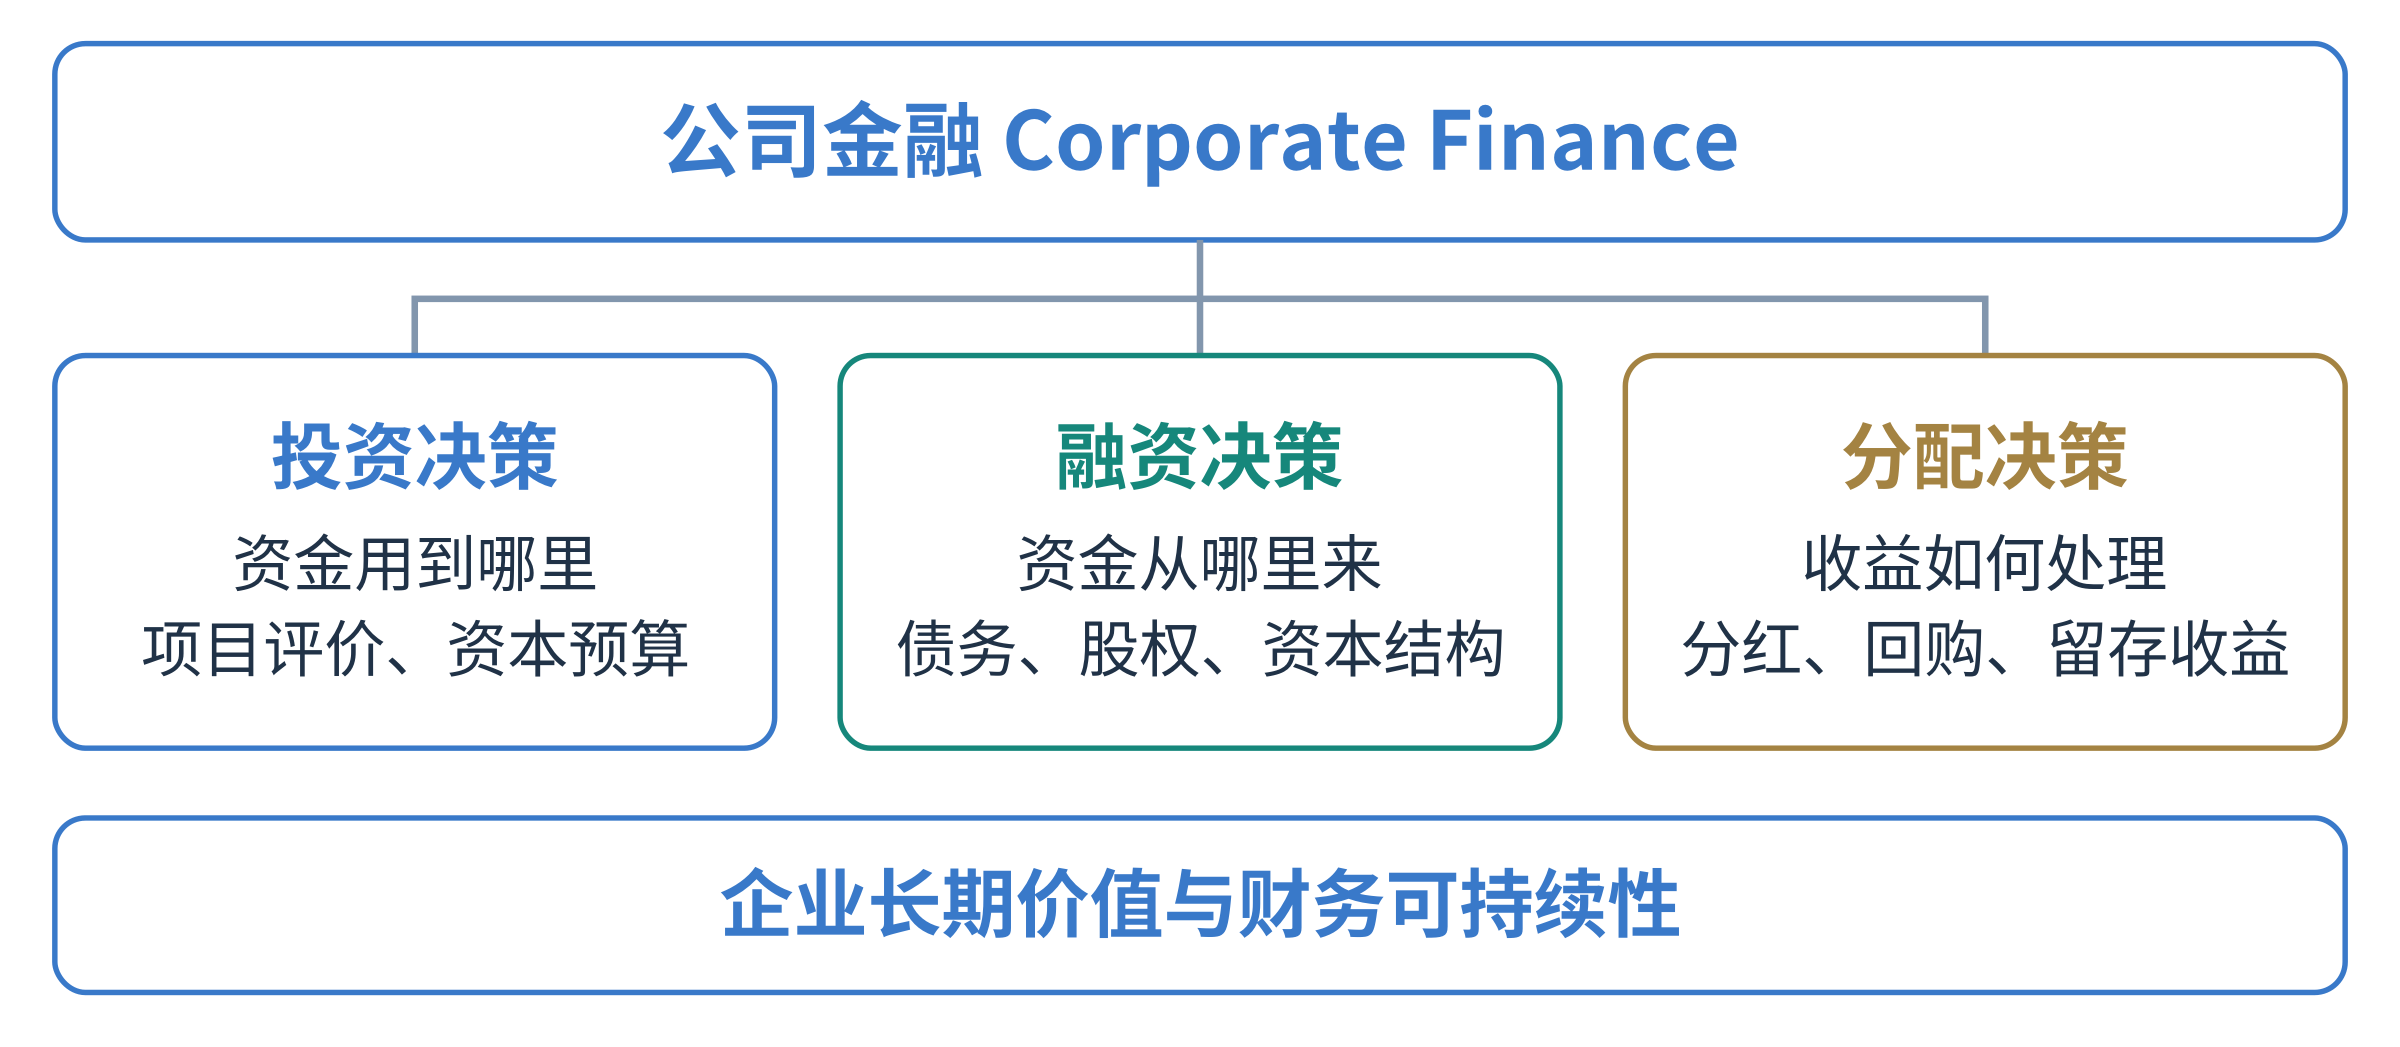 公司金融 Corporate Finance
投资决策
资金用到哪里
项目评价、资本预算
融资决策
资金从哪里来
债务、股权、资本结构
分配决策
收益如何处理
分红、回购、留存收益
企业长期价值与财务可持续性